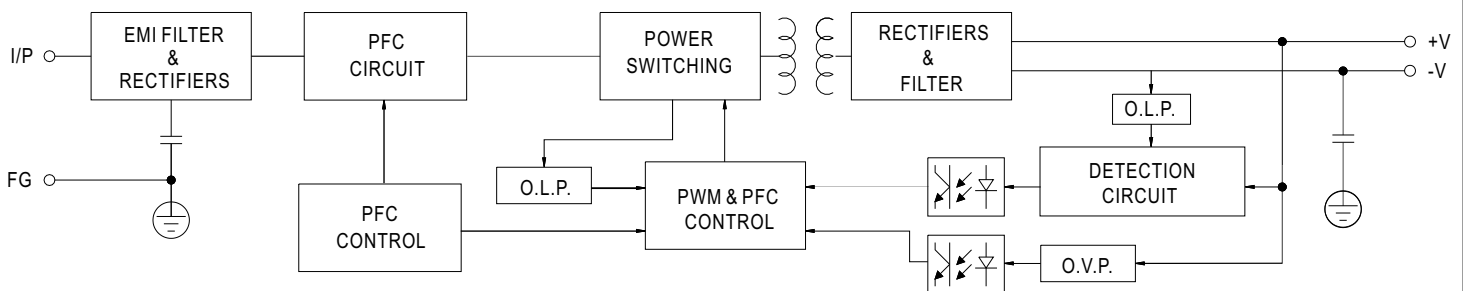 EMI FILTER
&
RECTIFIERS
PFC
CIRCUIT
POWER
SWITCHING
RECTIFIERS
&
FILTER
+V
I/P
-V
O.L.P.
FG
O.L.P.
DETECTION
CIRCUIT
PFC
CONTROL
PWM & PFC
CONTROL
O.V.P.